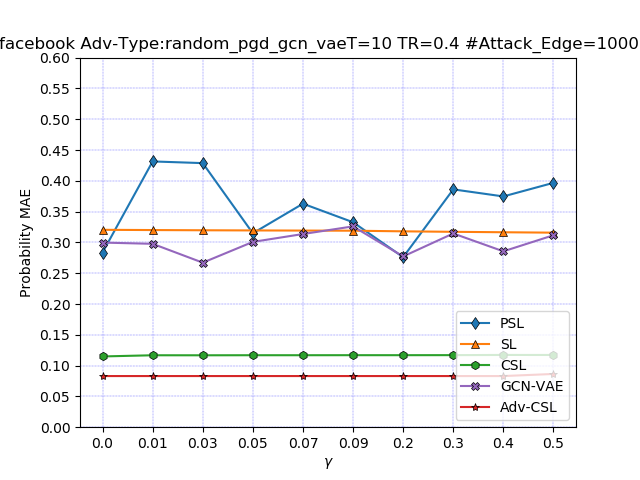 facebook Adv-Type:random_pgd_gcn_vaeT=10 TR=0.4 #Attack_Edge=1000
0.60
0.55
0.50
0.45
0.40
0.35
0.30
0.25
0.20
0.15
0.10
0.05
0.00
Probability MAE
PSL
SL
CSL
GCN-VAE
Adv-CSL
0.0 0.01 0.03 0.05 0.07 0.09 0.2 0.3 0.4 0.5
γ